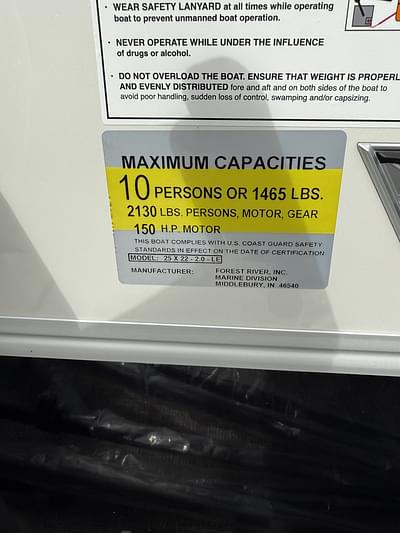 · WEAR SAFETY LANYARD at all times while operating
boat to prevent unmanned boat operation.
· NEVER OPERATE WHILE UNDER THE INFLUENCE
of drugs or alcohol.
· DO NOT OVERLOAD THE BOAT. ENSURE THAT WEIGHT IS PROPERL
AND EVENLY DISTRIBUTED fore and aft and on both sides of the boat to
avoid poor handling, sudden loss of control, swamping and/or capsizing.
MAXIMUM CAPACITIES
10 PERSONS OR 1465 LBS.
2130 LBS. PERSONS, MOTOR, GEAR
150 H.P. MOTOR
THIS BOAT COMPLIES WITH U.S. COAST GUARD SAFETY
STANDARDS IN EFFECT ON THE DATE OF CERTIFICATION
MODEL: 25 X 22 - 2.0 - LE
MANUFACTURER: FOREST RIVER, INC.
MARINE DIVISION
MIDDLEBURY, IN 46540